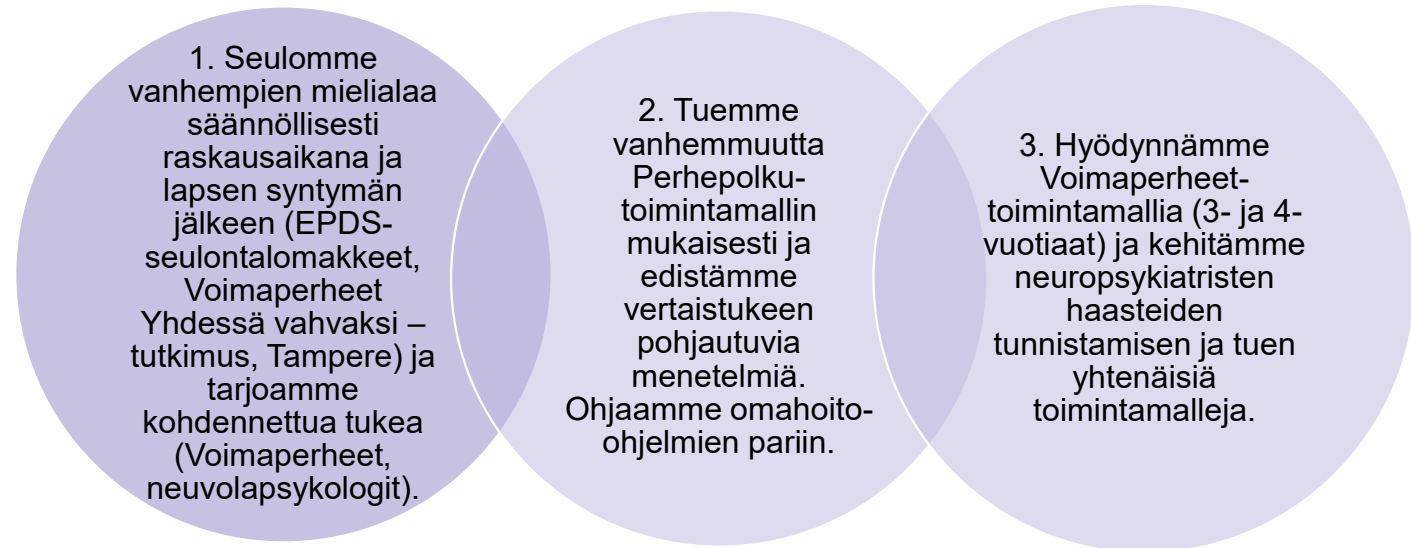 1. Seulomme
vanhempien mielialaa
säännöllisesti
raskausaikana ja
lapsen syntymän
jälkeen (EPDS-
seulontalomakkeet,
Voimaperheet
Yhdessä vahvaksi –
tutkimus, Tampere) ja
tarjoamme
kohdennettua tukea
(Voimaperheet,
neuvolapsykologit).
2. Tuemme
vanhemmuutta
Perhepolku-
toimintamallin
mukaisesti ja
edistämme
vertaistukeen
pohjautuvia
menetelmiä.
Ohjaamme omahoito-
ohjelmien pariin.
3. Hyödynnämme
Voimaperheet-
toimintamallia (3- ja 4-
vuotiaat) ja kehitämme
neuropsykiatristen
haasteiden
tunnistamisen ja tuen
yhtenäisiä
toimintamalleja.